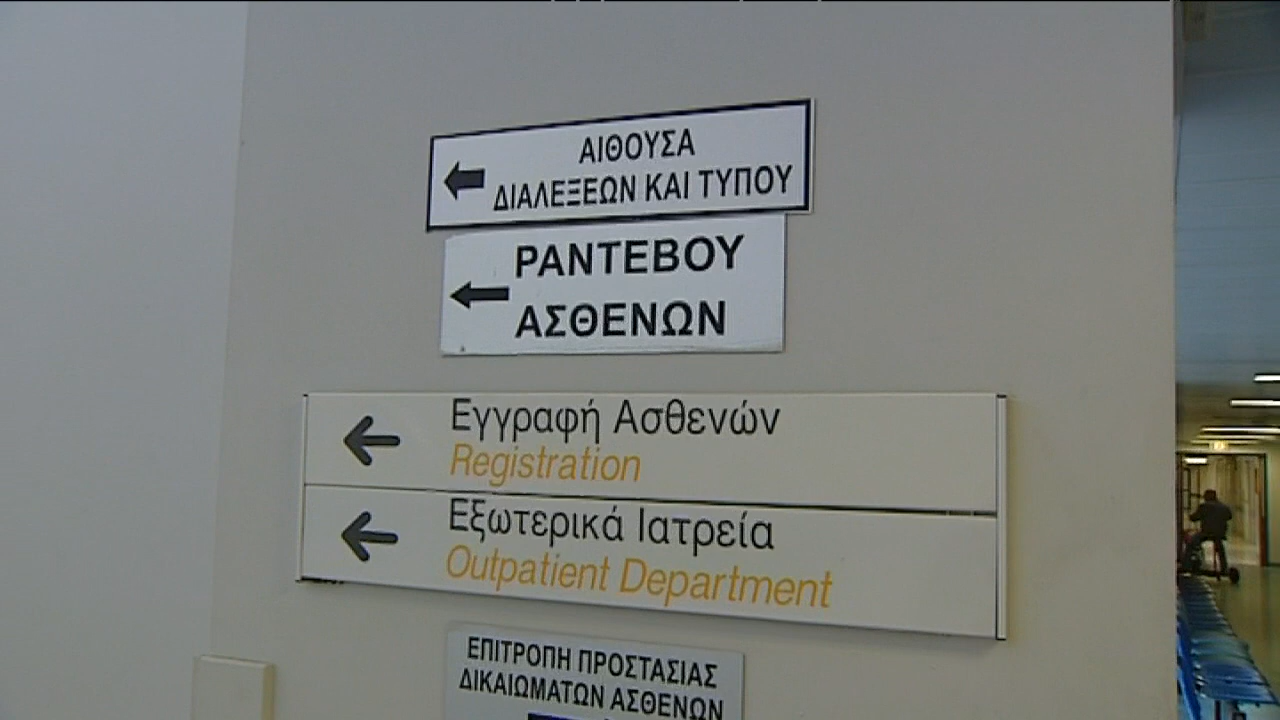 ΑΙΘΟΥΣΑ
ΔΙΑΛΕΞΕΩΝ ΚΑΙ ΤΥΠΟΥ
ΡΑΝΤΕΒΟΥ
ΑΣΘΕΝΩΝ
Εγγραφή Ασθενών
Registration
Εξωτερικά Ιατρεία
Outpatient Department
ΕΠΙΤΡΟΠΗ ΠΡΟΣΤΑΣΙΑΣ
ΔΙΚΑΙΩΜΑΤΩΝ ΑΣΘΕΝΩΝ